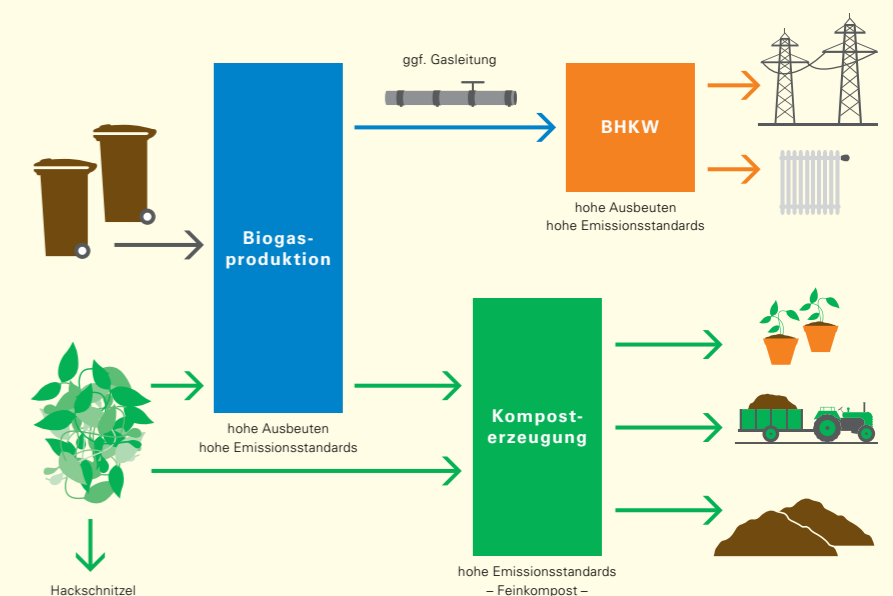 ggf. Gasleitung
BHKW
hohe Ausbeuten
hohe Emissionsstandards
Biogas-
produktion
hohe Ausbeuten
hohe Emissionsstandards
Kompost-
erzeugung
hohe Emissionsstandards
– Feinkompost –
Hackschnitzel